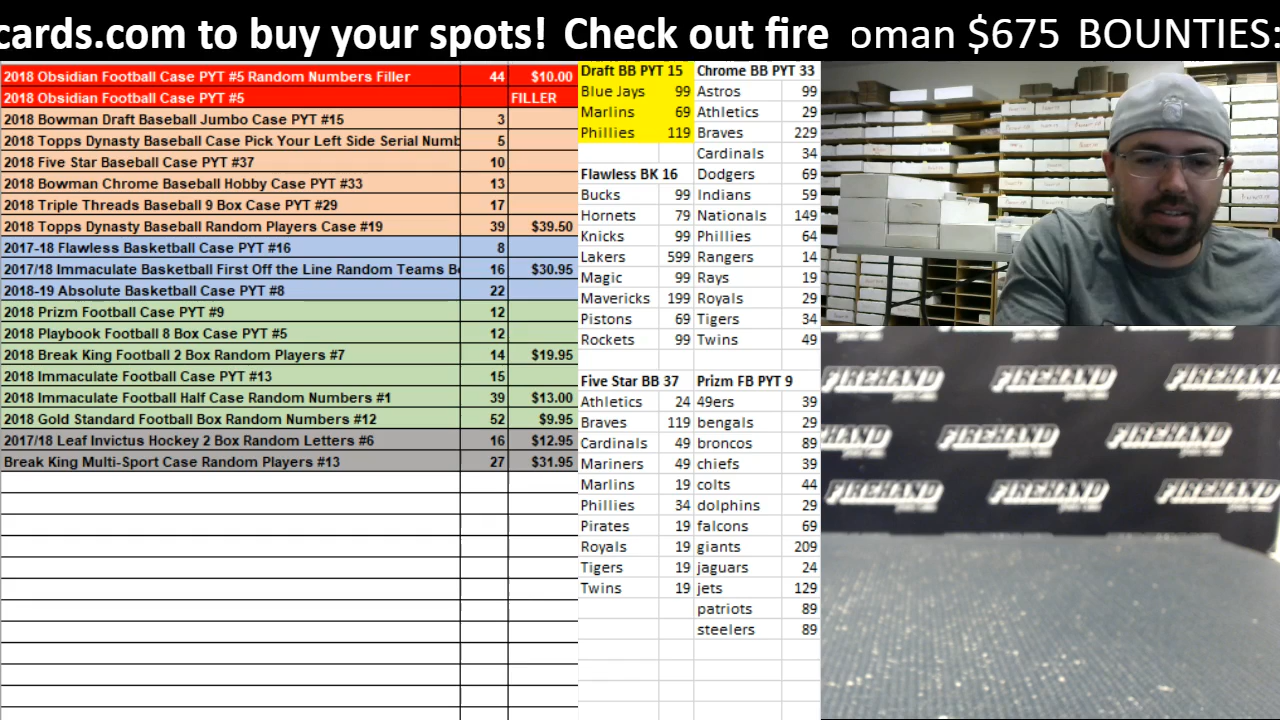 cards.com to buy your spots! Check out fire oman $675 BOUNTIES:
2018 Obsidian Football Case PYT #5 Random Numbers Filler 44 $10.00
2018 Obsidian Football Case PYT #5 FILLER
2018 Bowman Draft Baseball Jumbo Case PYT #15 3
2018 Topps Dynasty Baseball Case Pick Your Left Side Serial Numb 5
2018 Five Star Baseball Case PYT #37 10
2018 Bowman Chrome Baseball Hobby Case PYT #33 13
2018 Triple Threads Baseball 9 Box Case PYT #29 17
2018 Topps Dynasty Baseball Random Players Case #19 39 $39.50
2017-18 Flawless Basketball Case PYT #16 8
2017/18 Immaculate Basketball First Off the Line Random Teams Bo 16 $30.95
2018-19 Absolute Basketball Case PYT #8 22
2018 Prizm Football Case PYT #9 12
2018 Playbook Football 8 Box Case PYT #5 12
2018 Break King Football 2 Box Random Players #7 14 $19.95
2018 Immaculate Football Case PYT #13 15
2018 Immaculate Football Half Case Random Numbers #1 39 $13.00
2018 Gold Standard Football Box Random Numbers #12 52 $9.95
2017/18 Leaf Invictus Hockey 2 Box Random Letters #6 16 $12.95
Break King Multi-Sport Case Random Players #13 27 $31.95
Draft BB PYT 15
Blue Jays 99
Marlins 69
Phillies 119
Flawless BK 16
Bucks 99
Hornets 79
Knicks 99
Lakers 599
Magic 99
Mavericks 199
Pistons 69
Rockets 99
Five Star BB 37
Athletics 24
Braves 119
Cardinals 49
Mariners 49
Marlins 19
Phillies 34
Pirates 19
Royals 19
Tigers 19
Twins 19
Chrome BB PYT 33
Astros 99
Athletics 29
Braves 229
Cardinals 34
Dodgers 69
Indians 59
Nationals 149
Phillies 64
Rangers 14
Rays 19
Royals 29
Tigers 34
Twins 49
Prizm FB PYT 9
49ers 39
bengals 29
broncos 89
chiefs 39
colts 44
dolphins 29
falcons 69
giants 209
jaguars 24
jets 129
patriots 89
steelers 89
FIREHAND FIREHAND FIREHAND
HAND FIREHAND FIREHAND
FIREHAND FIREHAND FIREHAND